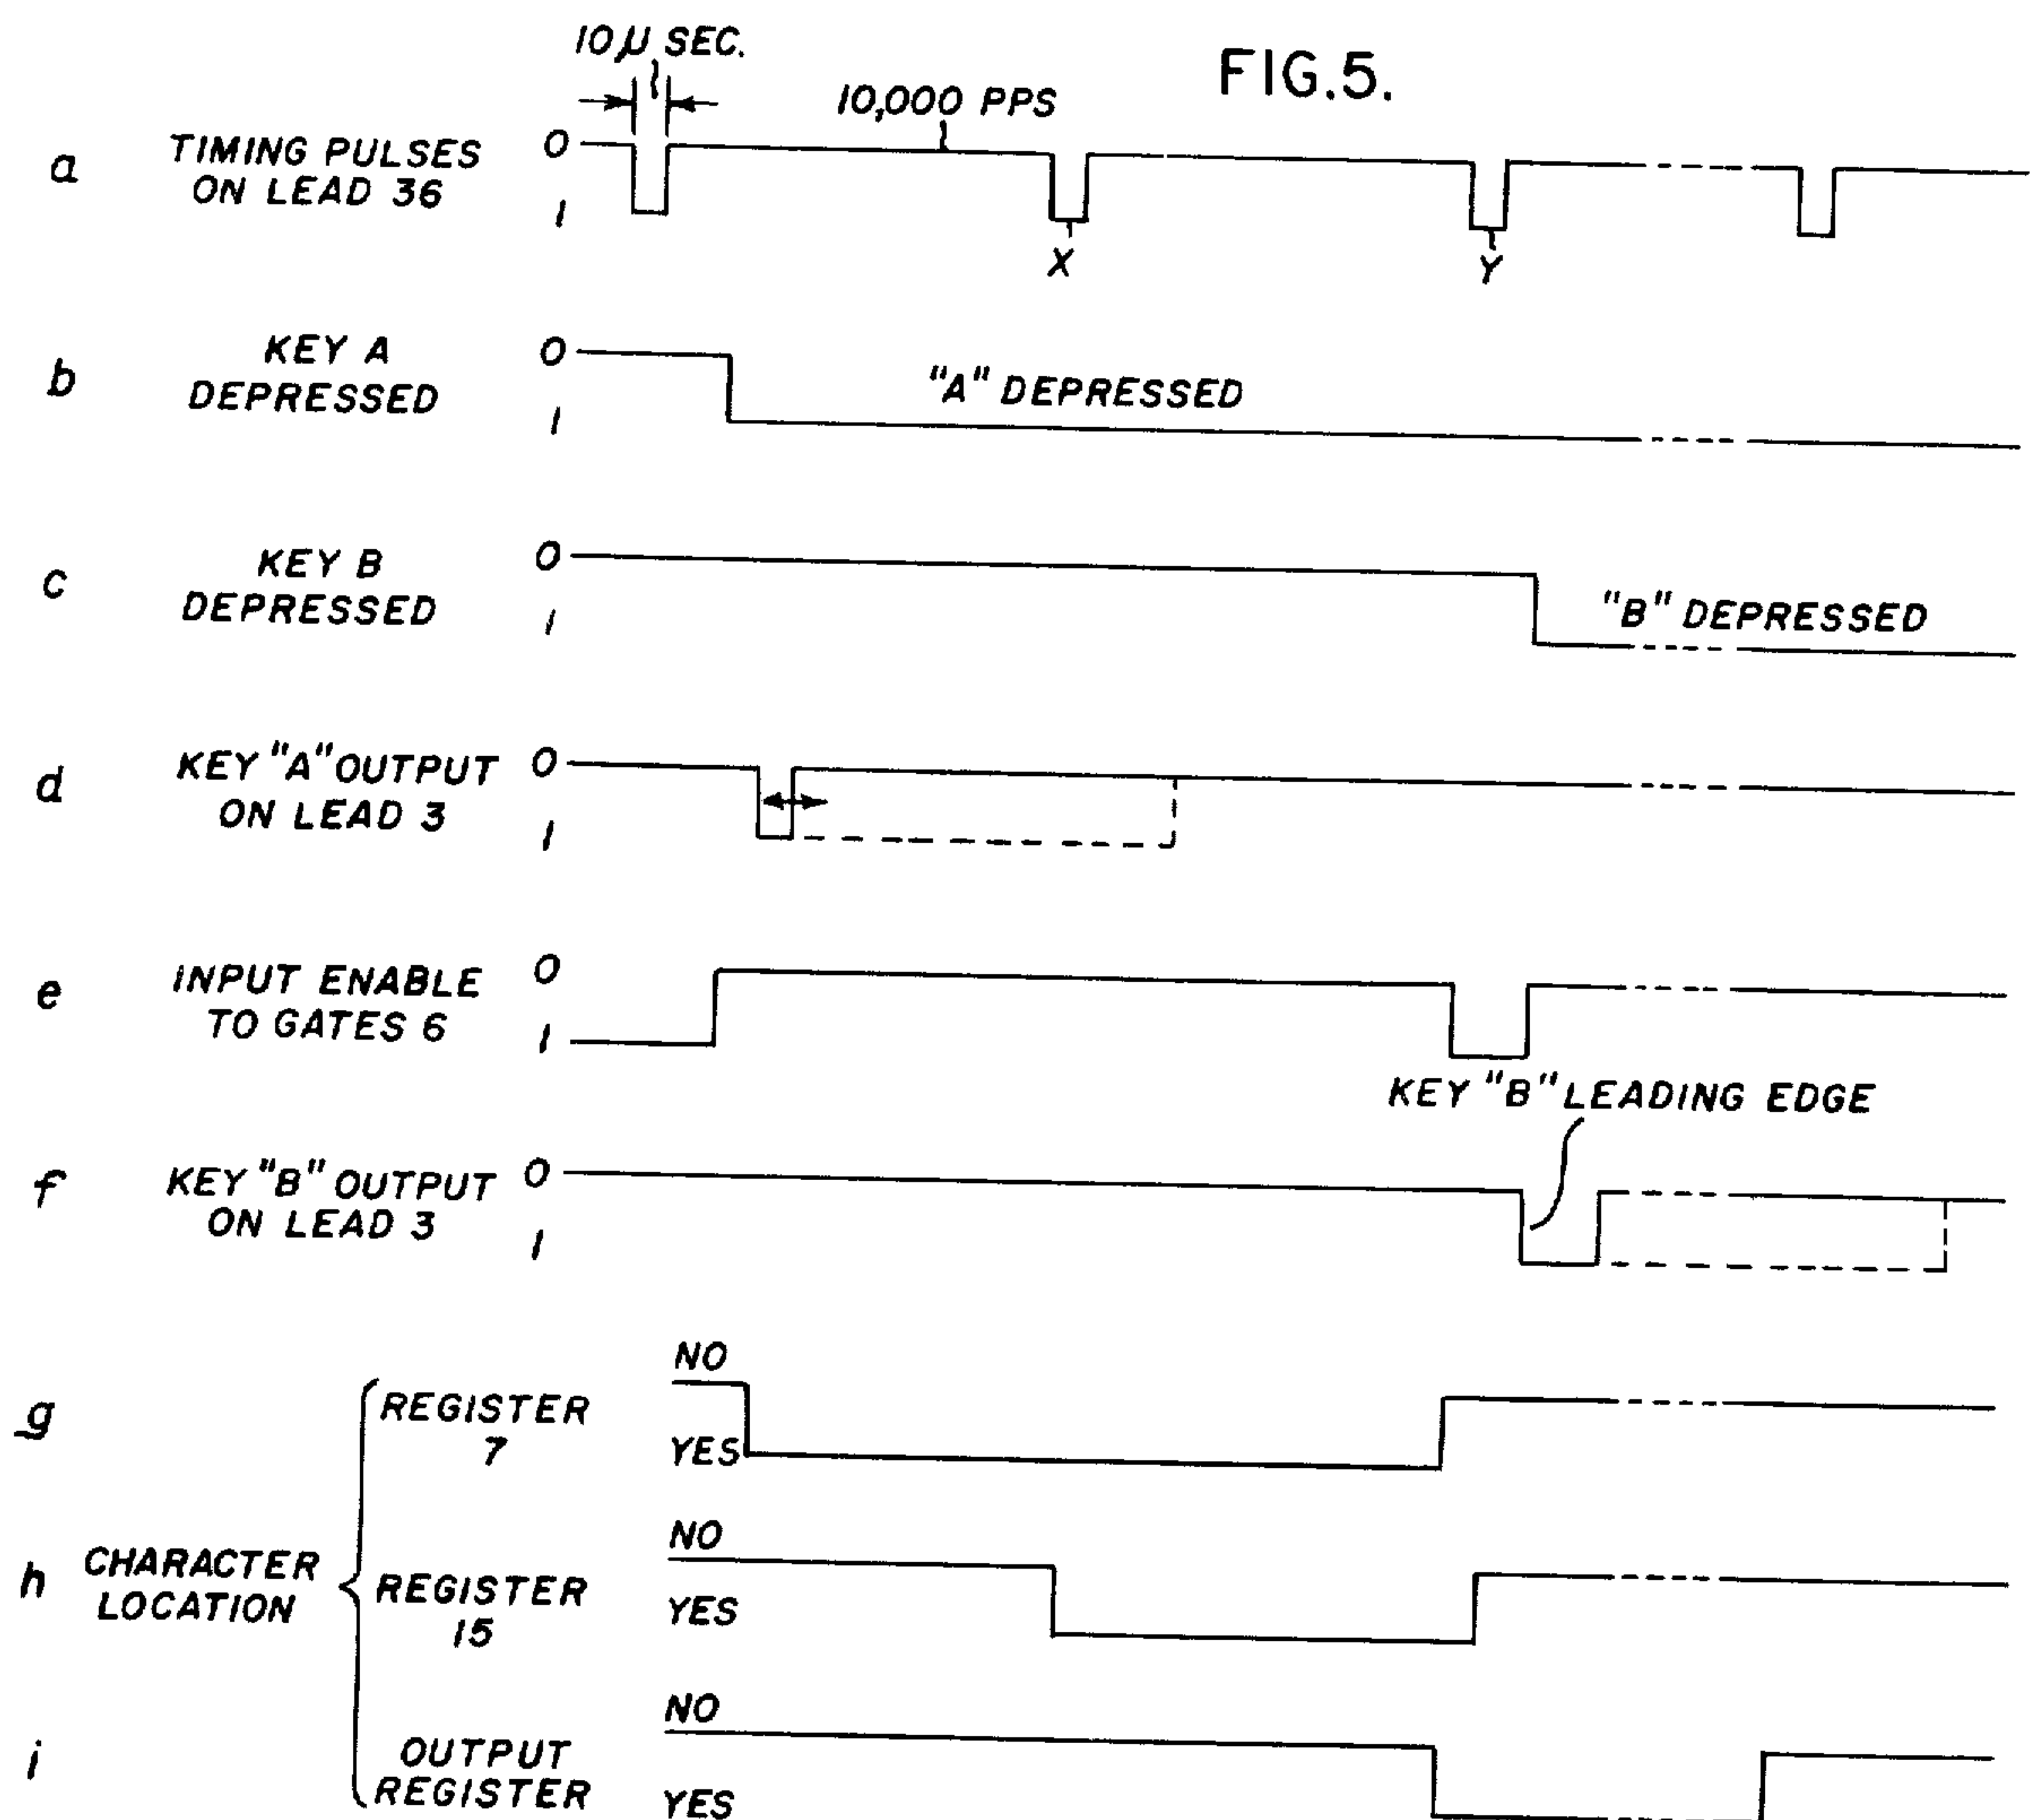 10 µ SEC.
FIG.5.
10,000 PPS
a
TIMING PULSES
ON LEAD 36
0
1
X
Y
b
KEY A
DEPRESSED
0
1
"A" DEPRESSED
c
KEY B
DEPRESSED
0
1
"B" DEPRESSED
d
KEY "A" OUTPUT
ON LEAD 3
0
1
e
INPUT ENABLE
TO GATES 6
0
1
KEY "B" LEADING EDGE
f
KEY "B" OUTPUT
ON LEAD 3
0
1
g
REGISTER
7
NO
YES
h
CHARACTER
LOCATION
REGISTER
15
NO
YES
i
OUTPUT
REGISTER
NO
YES